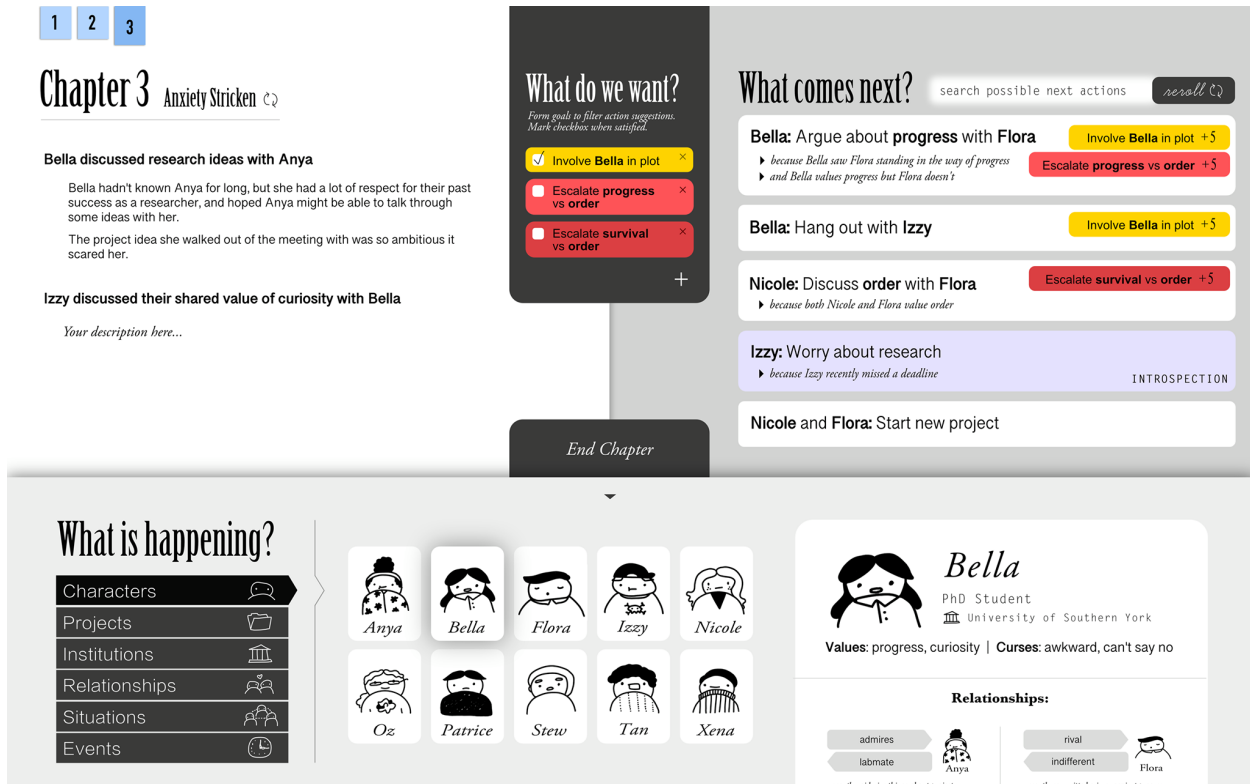 1 2 3
Chapter 3 Anxiety Stricken
Bella discussed research ideas with Anya
Bella hadn't known Anya for long, but she had a lot of respect for their past
success as a researcher, and hoped Anya might be able to talk through
some ideas with her.
The project idea she walked out of the meeting with was so ambitious it
scared her.
Izzy discussed their shared value of curiosity with Bella
Your description here...
What do we want?
Form goals to filter action suggestions.
Mark checkbox when satisfied.
Involve Bella in plot ×
Escalate progress ×
vs order
Escalate survival ×
vs order
+
End Chapter
What comes next?
search possible next actions
reroll
Bella: Argue about progress with Flora
because Bella saw Flora standing in the way of progress
and Bella values progress but Flora doesn't
Involve Bella in plot +5
Escalate progress vs order +5
Bella: Hang out with Izzy
Involve Bella in plot +5
Nicole: Discuss order with Flora
because both Nicole and Flora value order
Escalate survival vs order +5
Izzy: Worry about research
because Izzy recently missed a deadline
INTROSPECTION
Nicole and Flora: Start new project
What is happening?
Characters
Projects
Institutions
Relationships
Situations
Events
Anya Bella Flora Izzy Nicole
Oz Patrice Stew Tan Xena
Bella
PhD Student
University of Southern York
Values: progress, curiosity | Curses: awkward, can't say no
Relationships:
admires
labmate
Anya
rival
indifferent
Flora